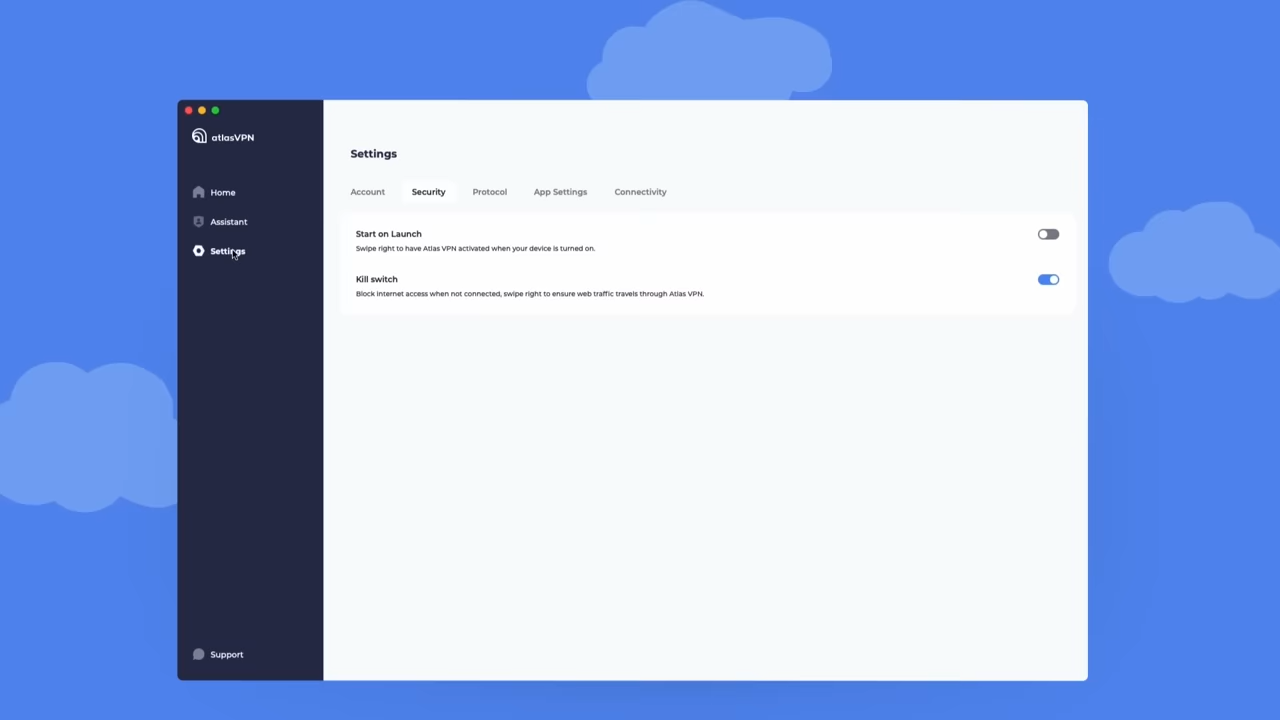 atlasVPN
Home
Assistant
Settings
Support
Settings
Account Security Protocol App Settings Connectivity
Start on Launch
Swipe right to have Atlas VPN activated when your device is turned on.
Kill switch
Block internet access when not connected, swipe right to ensure web traffic travels through Atlas VPN.